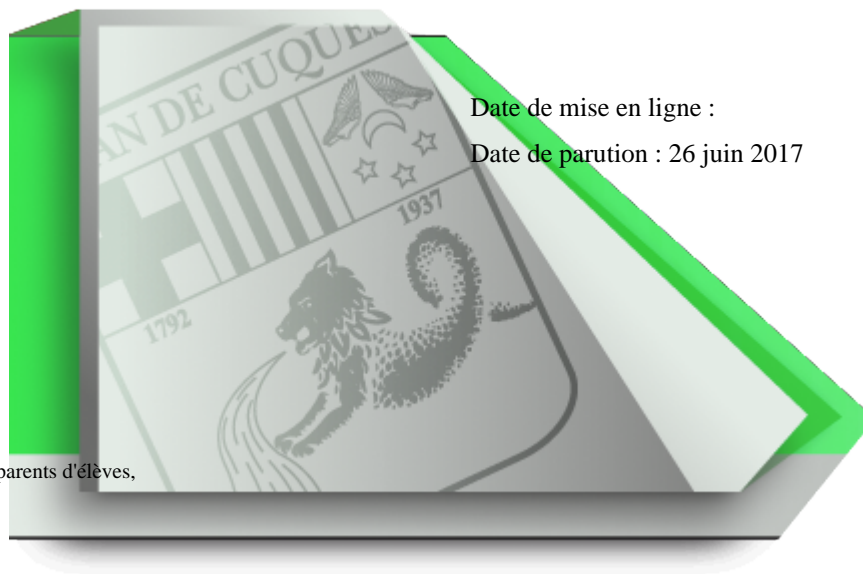 AN DE CUQUES
Date de mise en ligne :
Date de parution : 26 juin 2017
1937
1792
parents d'élèves,